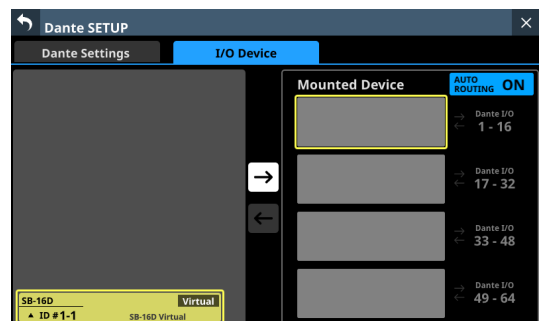 Dante SETUP
Dante Settings
I/O Device
Mounted Device
AUTO ROUTING ON
Dante I/O
1 - 16
Dante I/O
17 - 32
Dante I/O
33 - 48
Dante I/O
49 - 64
SB-16D
Virtual
ID #1-1
SB-16D Virtual